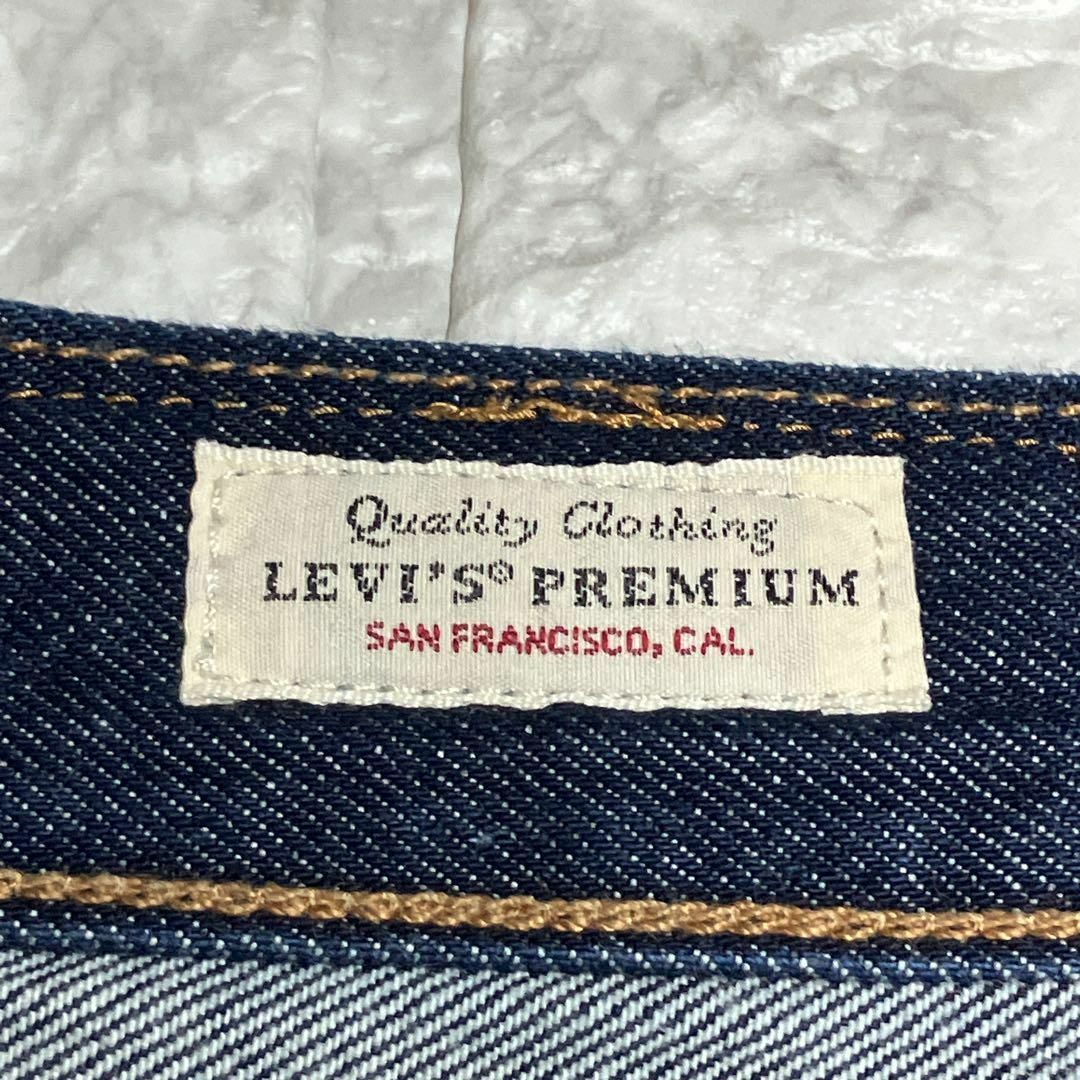 Quality Clothing
LEVI'S® PREMIUM
SAN FRANCISCO, CAL.